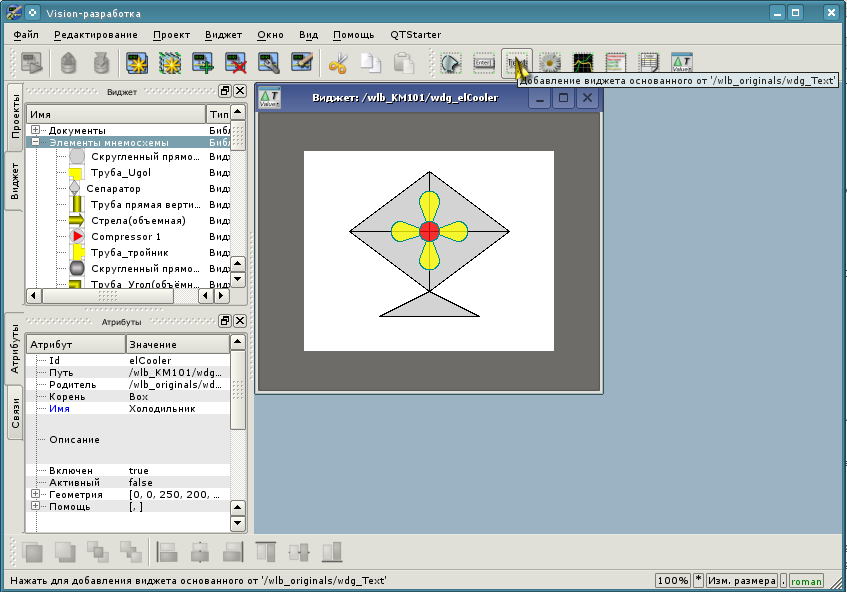 Vision-разработка
Файл Редактирование Проект Виджет Окно Вид Помощь QTStarter
Добавление виджета основанного от '/wlb_originals/wdg_Text'
Виджет
Проекты
Виджет
Имя Тип
Документы Библ
Элементы мнемосхемы Библ
Скругленный прямо... Видж
Труба_Ugol Видж
Сепаратор Видж
Труба прямая верти... Видж
Стрела(объемная) Видж
Compressor 1 Видж
Труба_тройник Видж
Скругленный прямо... Видж
Труба_Угол(объёмн... Видж
Виджет: /wlb_KM101/wdg_elCooler
Атрибуты
Атрибуты
Связи
Атрибут Значение
Id elCooler
Путь /wlb_KM101/wdg...
Родитель /wlb_originals/wd...
Корень Box
Имя Холодильник
Описание
Включен true
Активный false
Геометрия [0, 0, 250, 200, ...
Помощь [, ]
Нажать для добавления виджета основанного от '/wlb_originals/wdg_Text'
100% * Изм. размера . roman